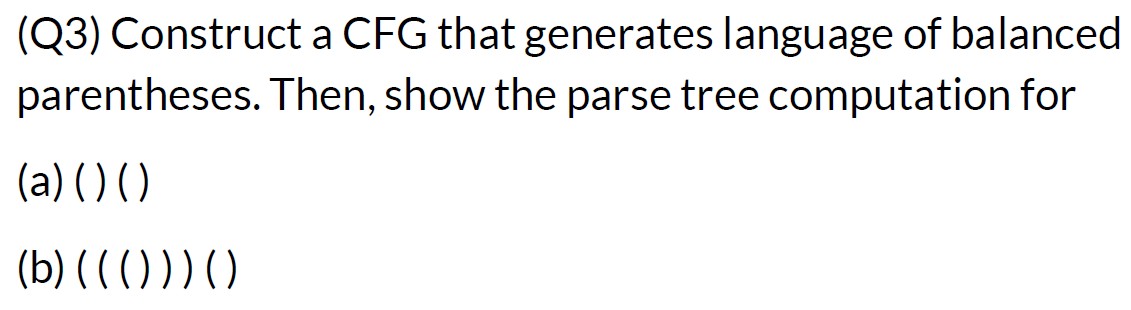 (Q3) Construct a CFG that generates language of balanced
parentheses. Then, show the parse tree computation for
(a) ( ) ( )
(b) ( ( ( ) ) ) ( )